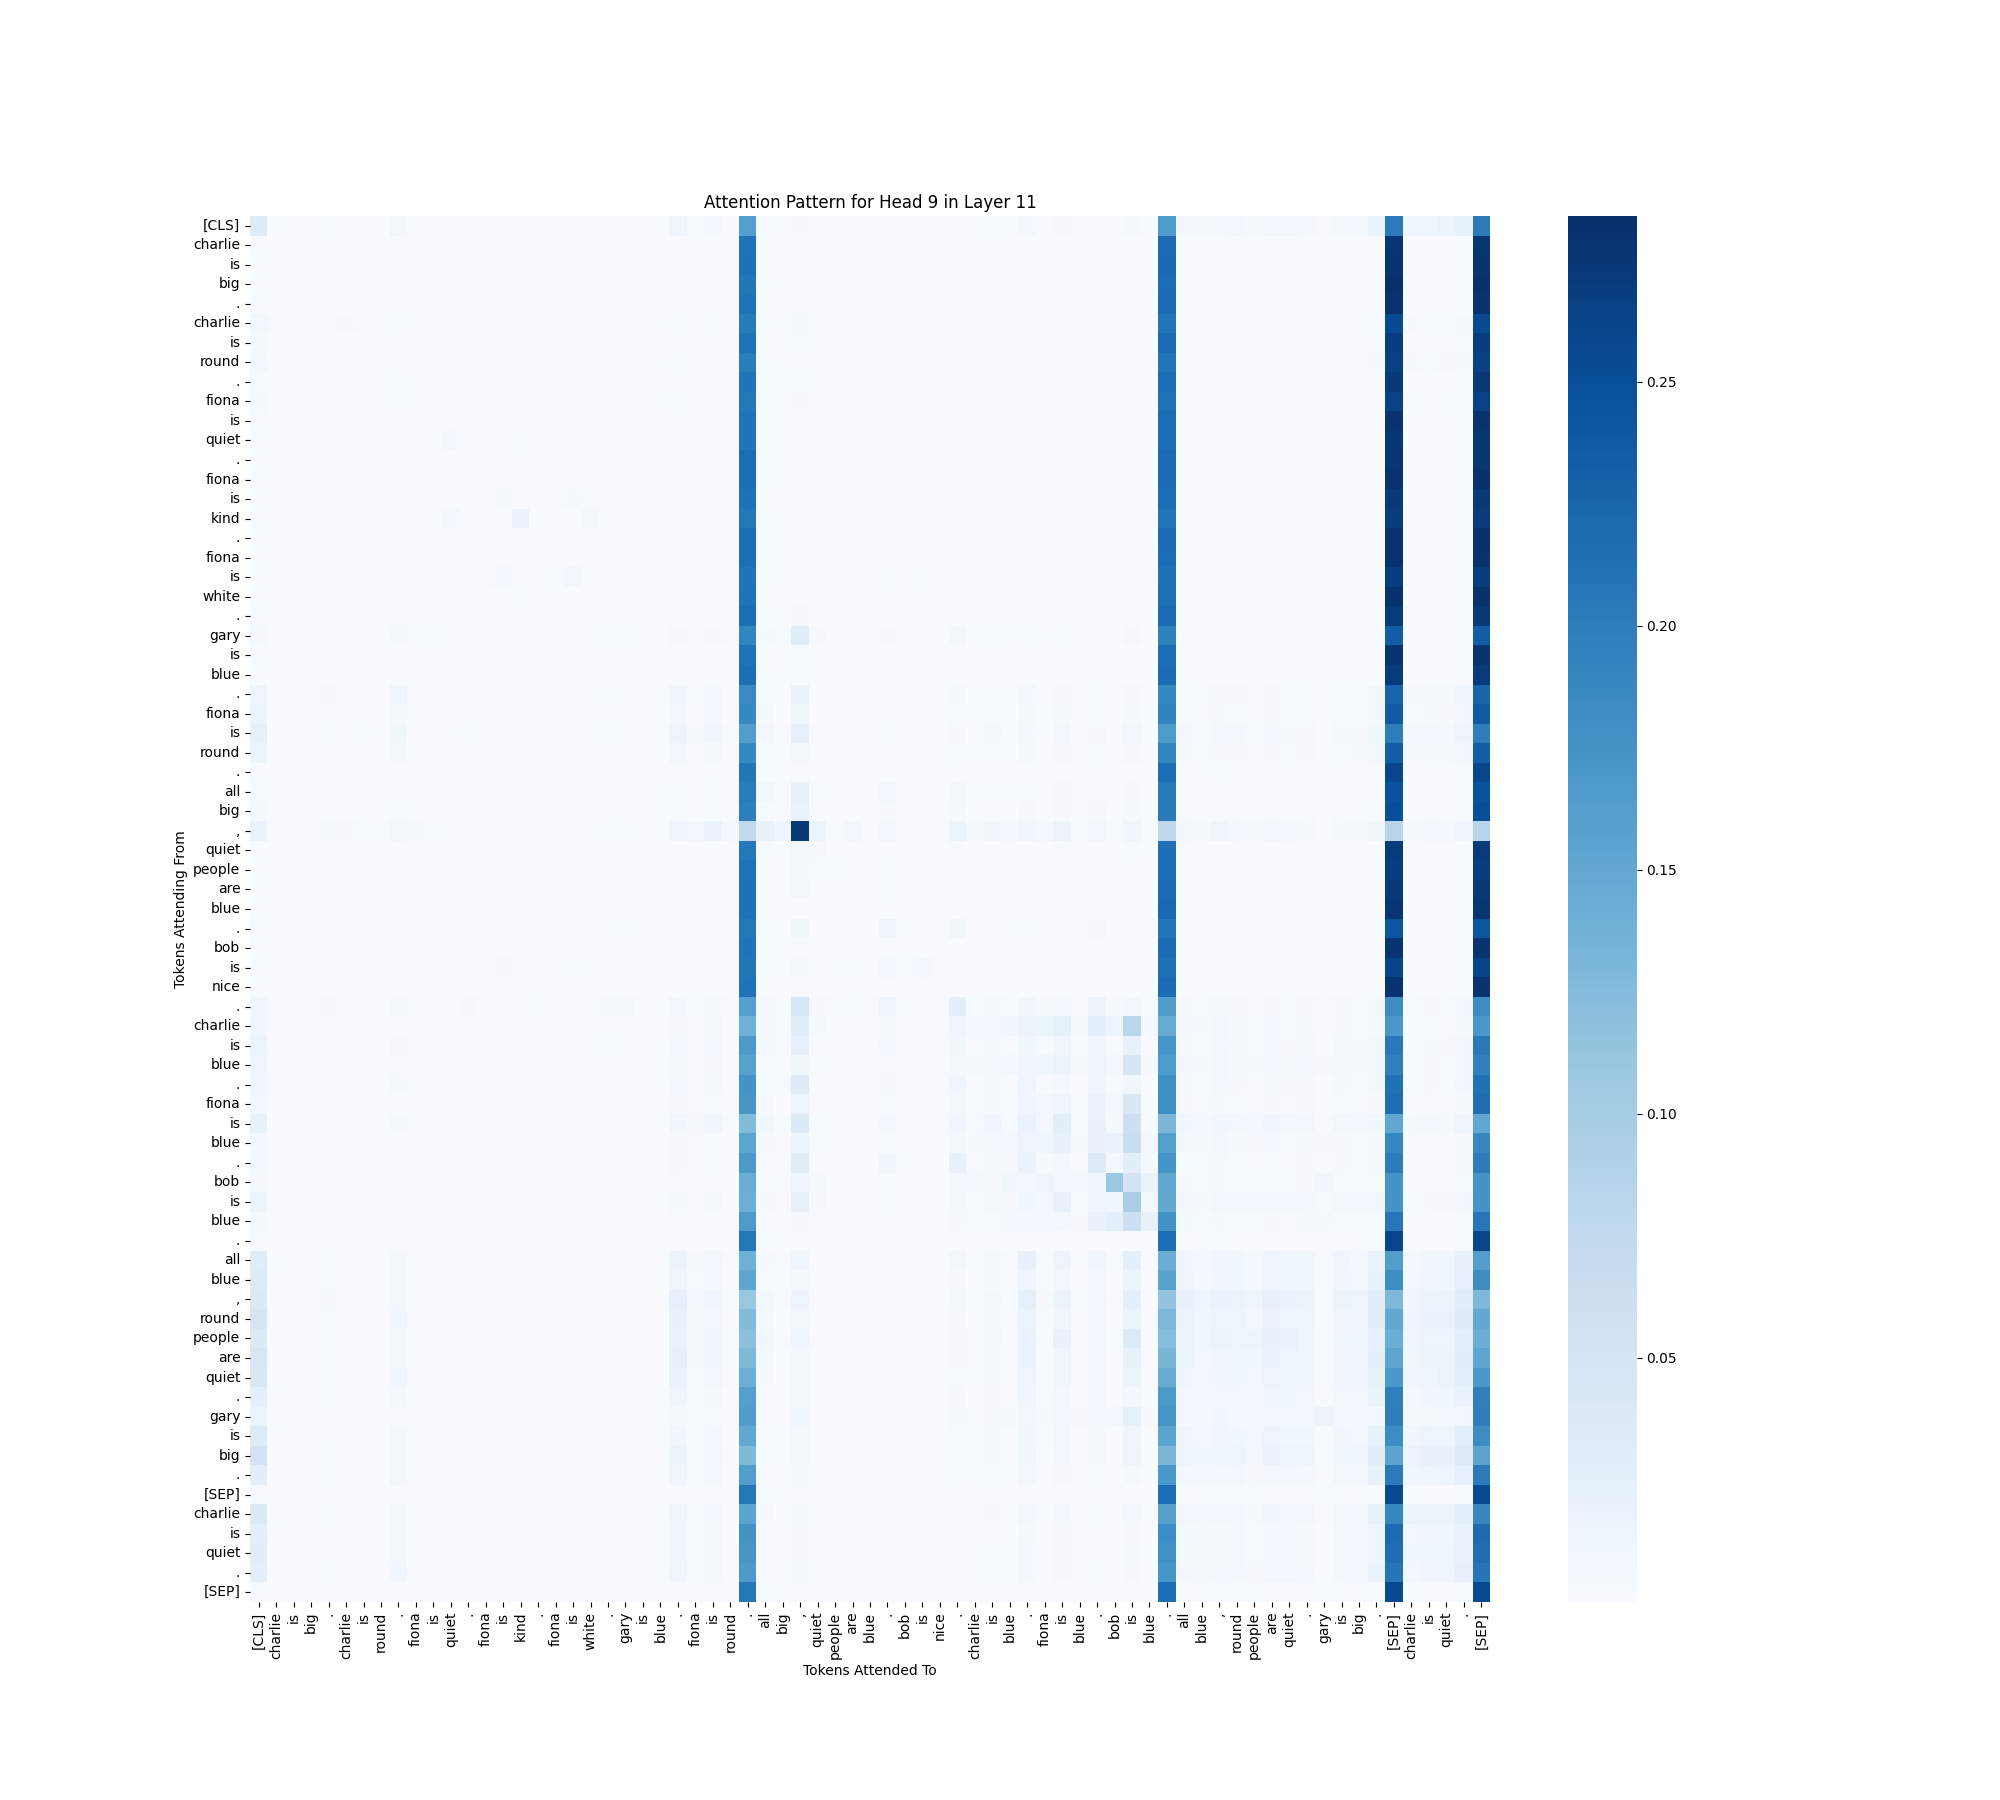 Attention Pattern for Head 9 in Layer 11
Tokens Attending From
[CLS]
charlie
is
big
.
charlie
is
round
.
fiona
is
quiet
.
fiona
is
kind
.
fiona
is
white
.
gary
is
blue
.
fiona
is
round
.
all
big
,
quiet
people
are
blue
.
bob
is
nice
.
charlie
is
blue
.
fiona
is
blue
.
bob
is
blue
.
all
blue
,
round
people
are
quiet
.
gary
is
big
.
[SEP]
charlie
is
quiet
.
[SEP]
[CLS] charlie is big . charlie is round . fiona is quiet . fiona is kind . fiona is white . gary is blue . fiona is round . all big , quiet people are blue . bob is nice . charlie is blue . fiona is blue . bob is blue . all blue , round people are quiet . gary is big . [SEP] charlie is quiet . [SEP]
Tokens Attended To
0.25
0.20
0.15
0.10
0.05